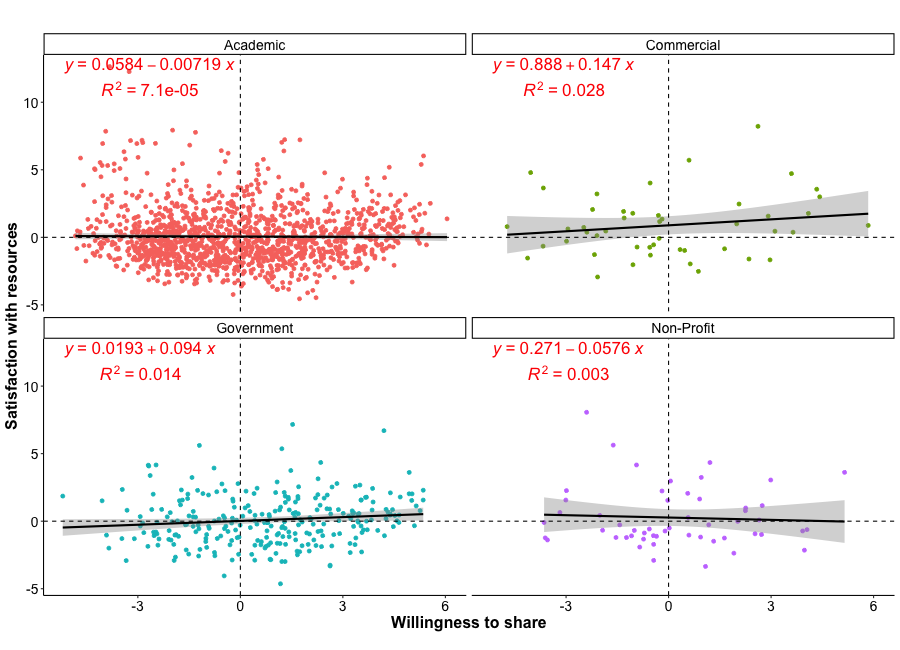 Academic
Commercial
y = 0.0584 − 0.00719 x
R² = 7.1e-05
y = 0.888 + 0.147 x
R² = 0.028
10
5
0
-5
Government
Non-Profit
y = 0.0193 + 0.094 x
R² = 0.014
y = 0.271 − 0.0576 x
R² = 0.003
10
5
0
-5
-3 0 3 6
-3 0 3 6
Willingness to share
Satisfaction with resources